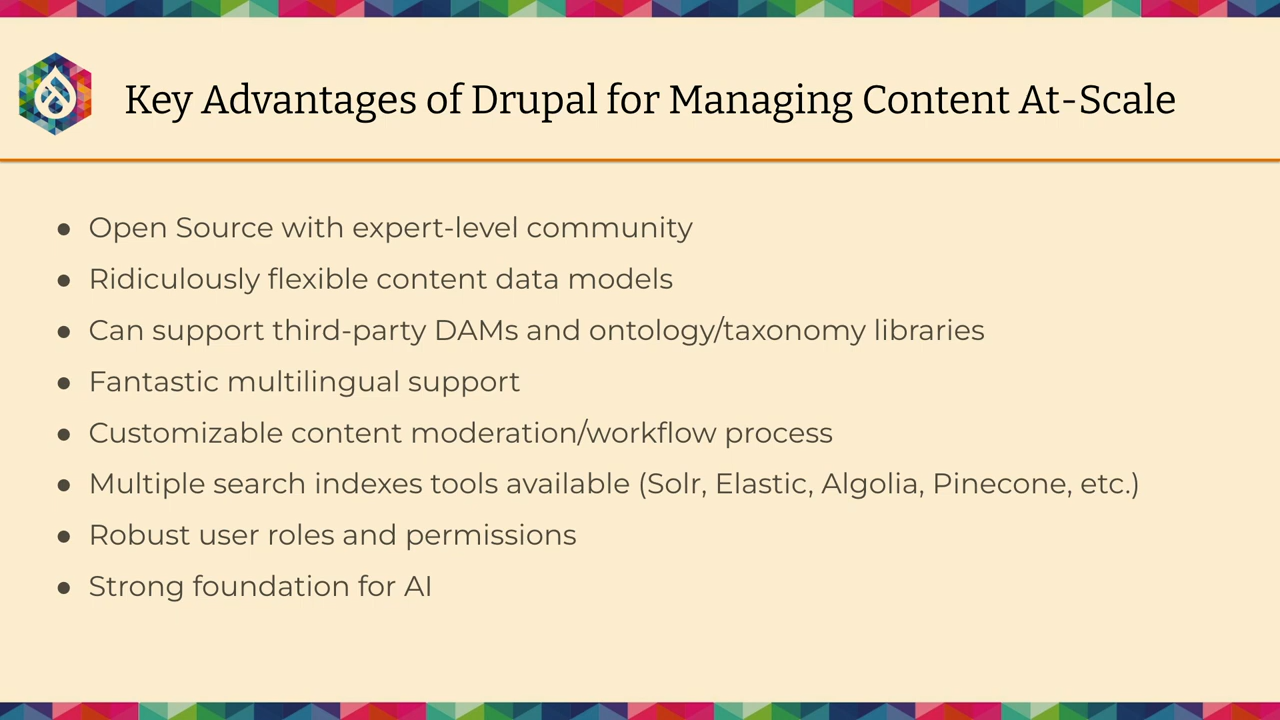 Key Advantages of Drupal for Managing Content At-Scale
● Open Source with expert-level community
● Ridiculously flexible content data models
● Can support third-party DAMs and ontology/taxonomy libraries
● Fantastic multilingual support
● Customizable content moderation/workflow process
● Multiple search indexes tools available (Solr, Elastic, Algolia, Pinecone, etc.)
● Robust user roles and permissions
● Strong foundation for AI